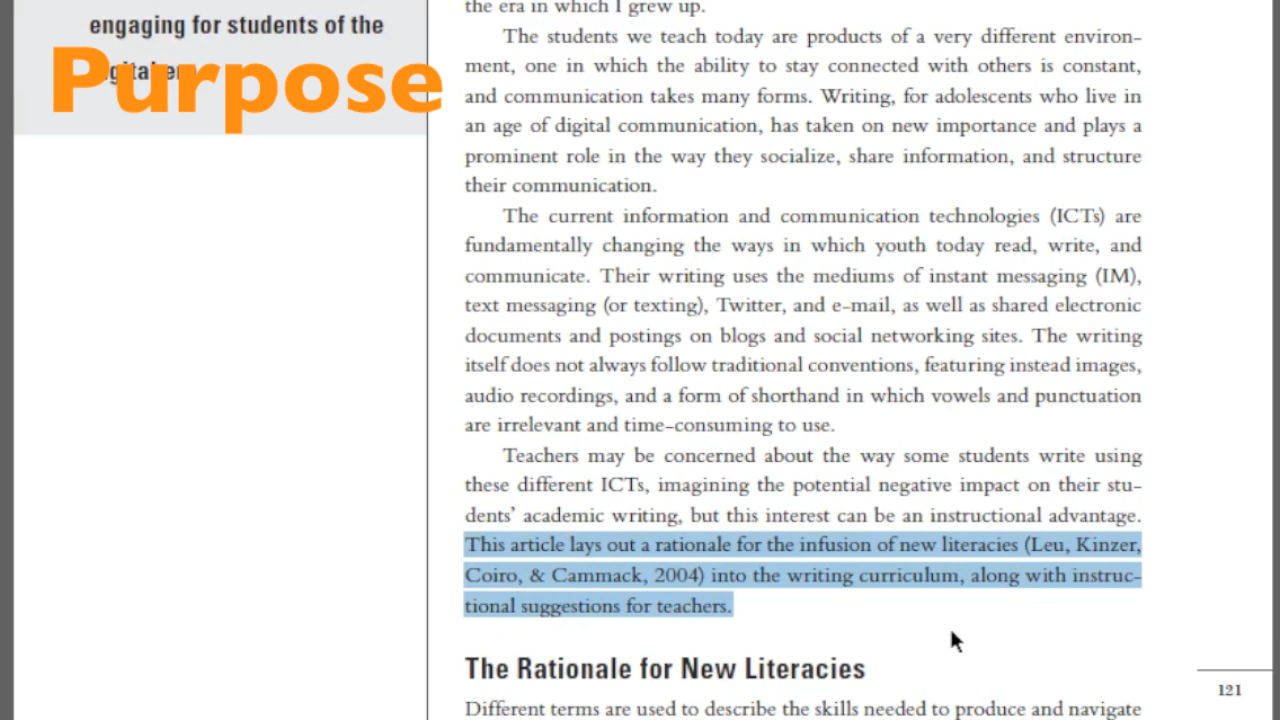 engaging for students of the
Purpose
the era in which I grew up.
The students we teach today are products of a very different environ-
ment, one in which the ability to stay connected with others is constant,
and communication takes many forms. Writing, for adolescents who live in
an age of digital communication, has taken on new importance and plays a
prominent role in the way they socialize, share information, and structure
their communication.
The current information and communication technologies (ICTs) are
fundamentally changing the ways in which youth today read, write, and
communicate. Their writing uses the mediums of instant messaging (IM),
text messaging (or texting), Twitter, and e-mail, as well as shared electronic
documents and postings on blogs and social networking sites. The writing
itself does not always follow traditional conventions, featuring instead images,
audio recordings, and a form of shorthand in which vowels and punctuation
are irrelevant and time-consuming to use.
Teachers may be concerned about the way some students write using
these different ICTs, imagining the potential negative impact on their stu-
dents' academic writing, but this interest can be an instructional advantage.
This article lays out a rationale for the infusion of new literacies (Leu, Kinzer,
Coiro, & Cammack, 2004) into the writing curriculum, along with instruc-
tional suggestions for teachers.
The Rationale for New Literacies
Different terms are used to describe the skills needed to produce and navigate
121